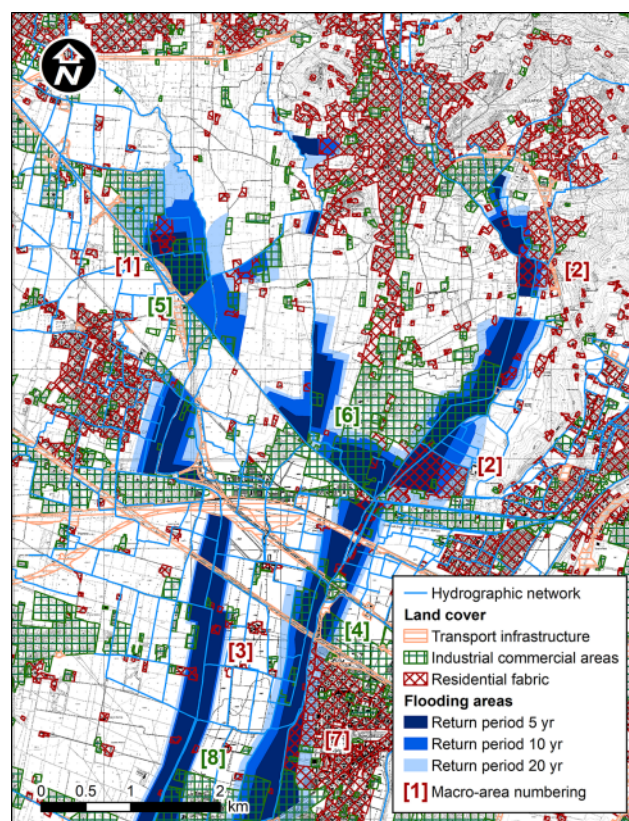 N
[2]
[1]
[5]
[6]
[2]
[4]
[3]
[7]
[8]
0 0.5 1 2
km
Hydrographic network
Land cover
Transport infrastructure
Industrial commercial areas
Residential fabric
Flooding areas
Return period 5 yr
Return period 10 yr
Return period 20 yr
[1] Macro-area numbering